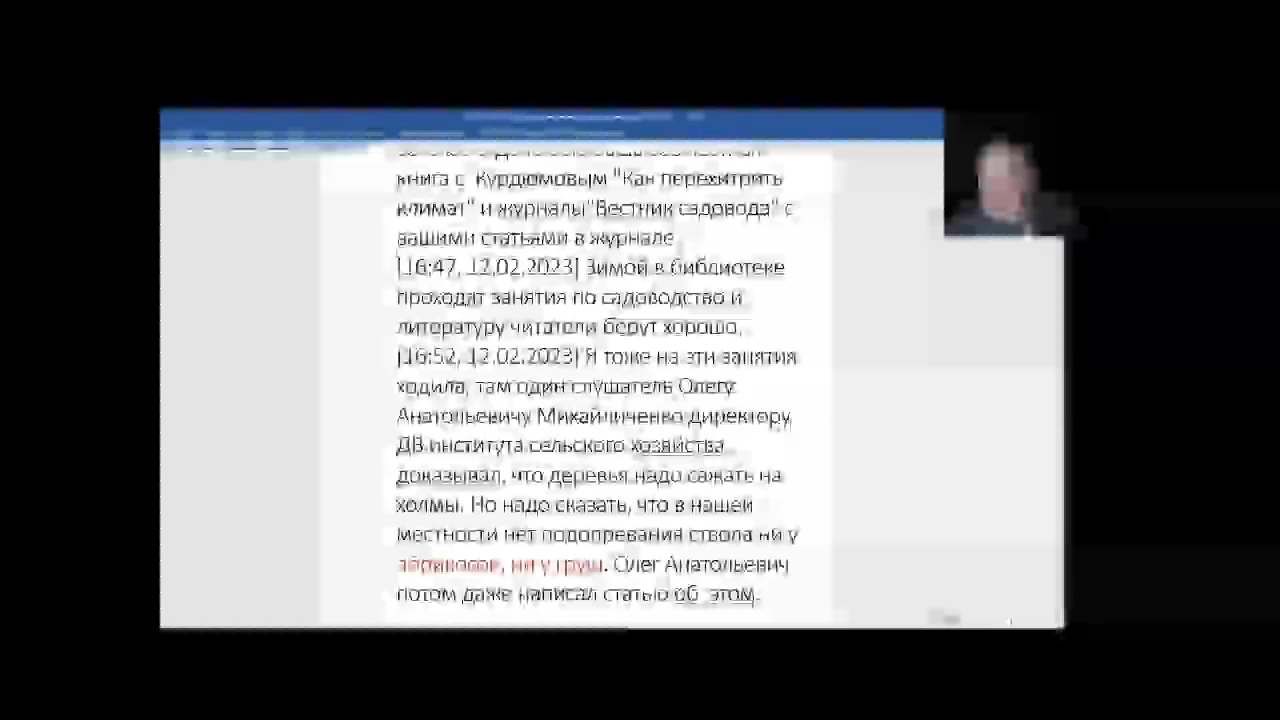 книга с Курдюмовым "Как перехитрить
климат" и журналы "Вестник садовода" с
вашими статьями в журнале
[16:47, 12.02.2023] Зимой в библиотеке
проходят занятия по садоводство и
литературу читатели берут хорошо.
[16:52, 12.02.2023] Я тоже на эти занятия
ходила, там один слушатель Олегу
Анатольевичу Михайличенко директору
ДВ института сельского хозяйства
доказывал, что деревья надо сажать на
холмы. Но надо сказать, что в нашей
местности нет подопревания ствола ни у
абрикосов, ни у груш. Олег Анатольевич
потом даже написал статью об этом.